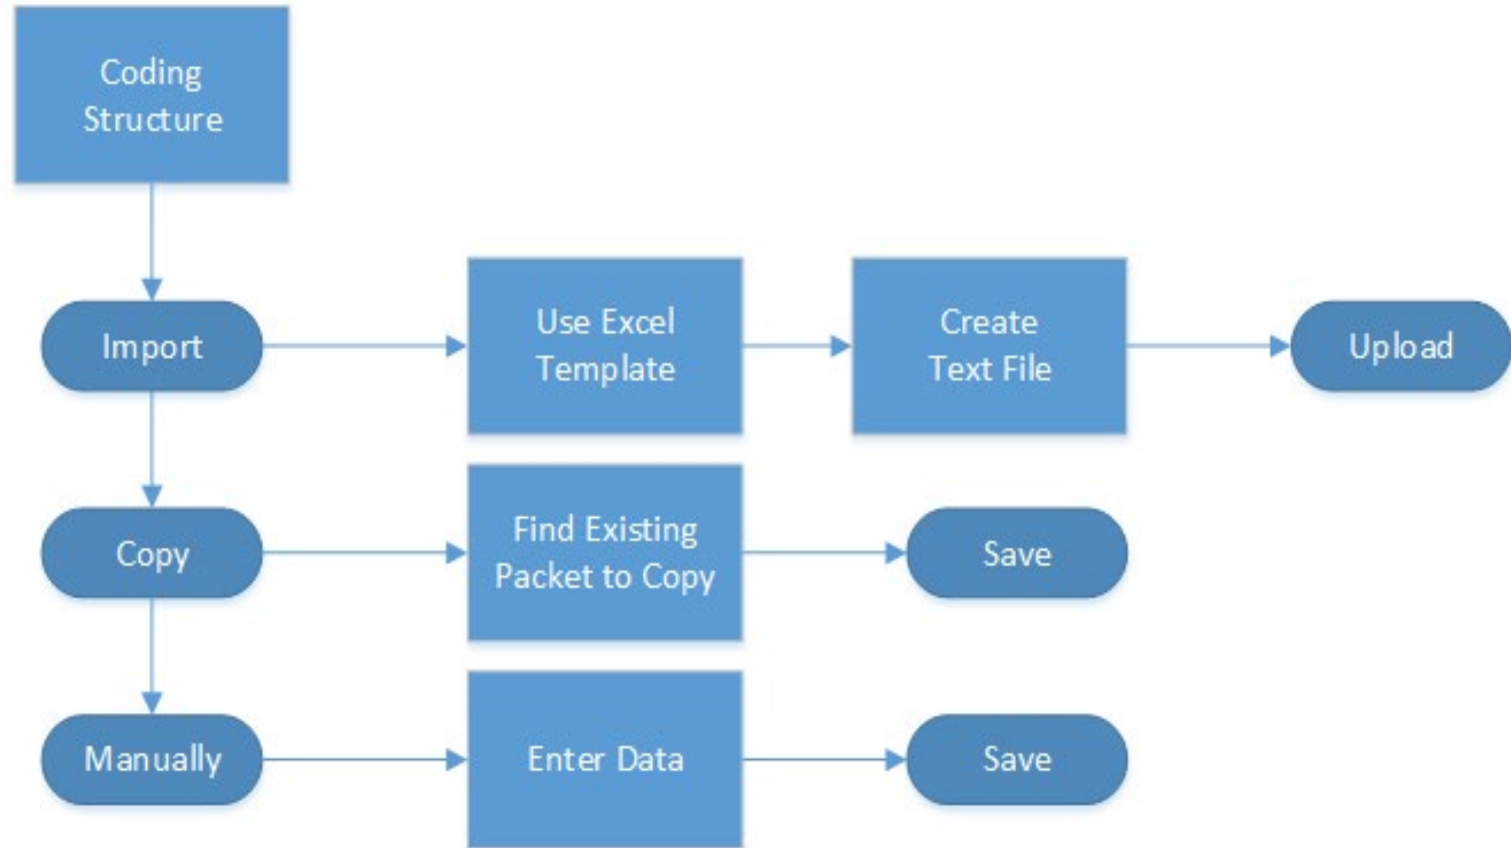 Coding
Structure
Import
Use Excel
Template
Create
Text File
Upload
Copy
Find Existing
Packet to Copy
Save
Manually
Enter Data
Save